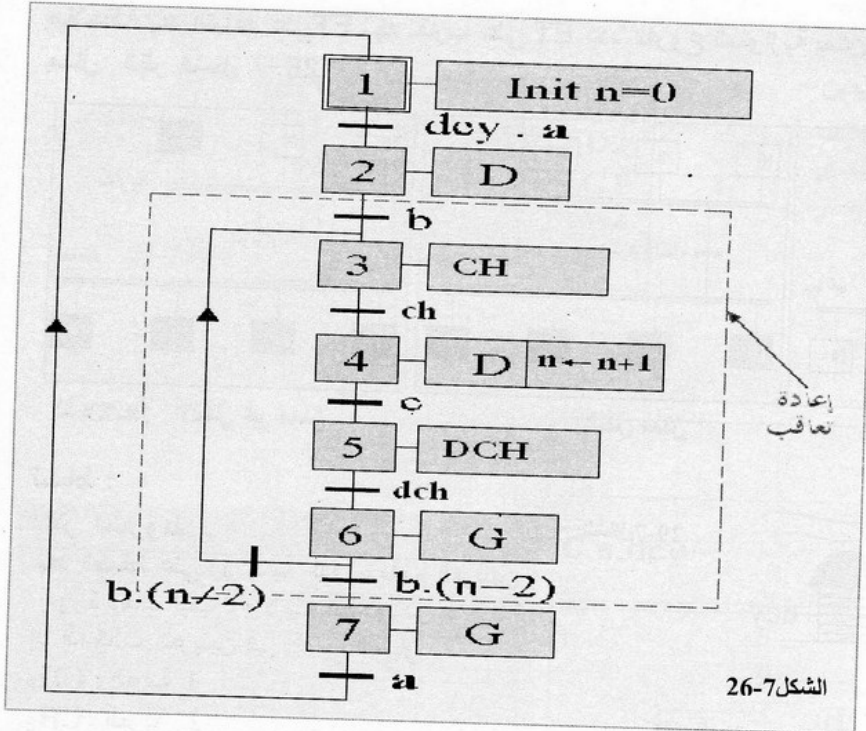 1 Init n=0
dcy . a
2 D
b
3 CH
ch
4 D n←n+1
c
5 DCH
dch
6 G
b.(n≠2) b.(n=2)
7 G
a
إعادة
تعاقب
الشكل7-26